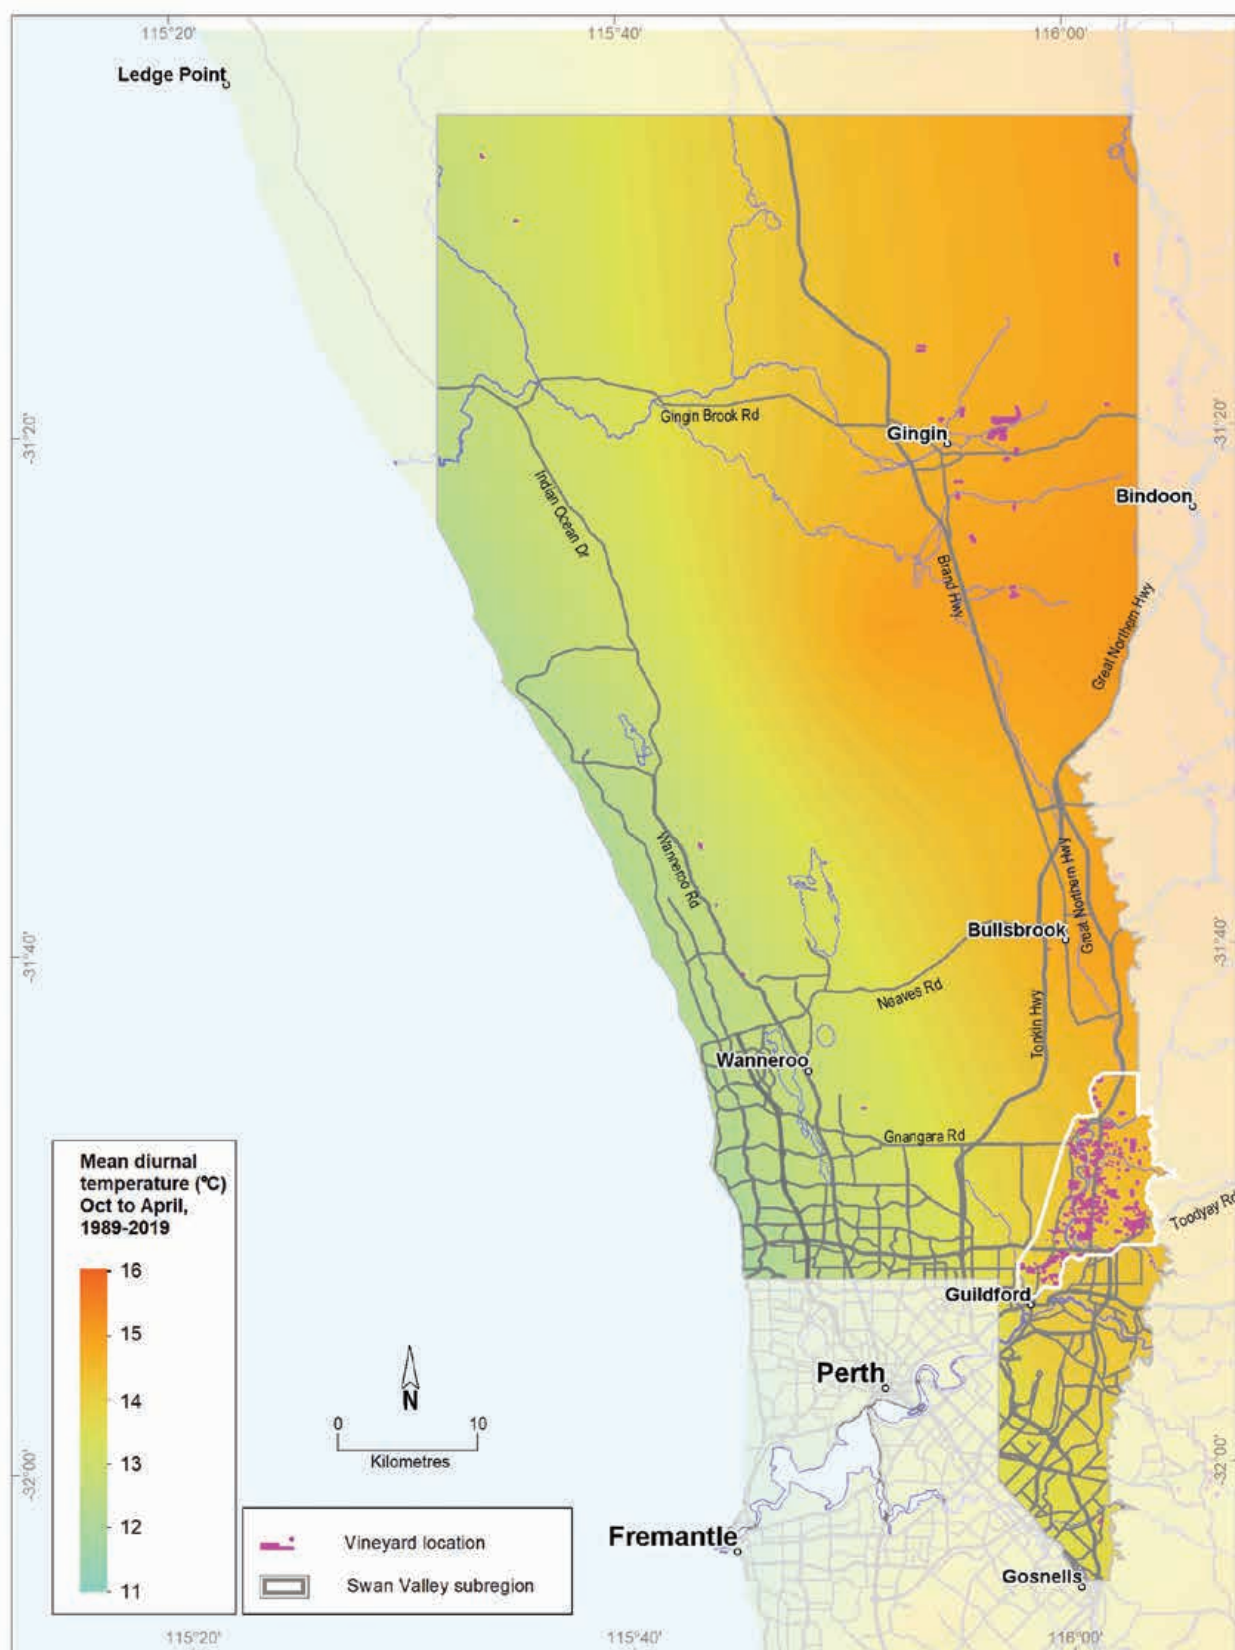 115°20'
115°40'
116°00'
Ledge Point
-31°20'
-31°20'
Gingin Brook Rd
Gingin
Bindoon
Indian Ocean Dr
Brand Hwy
Great Northern Hwy
Wanneroo Rd
Great Northern Hwy
Bullsbrook
-31°40'
-31°40'
Neaves Rd
Tonkin Hwy
Wanneroo
Gnangara Rd
Toodyay Rd
Mean diurnal
temperature (°C)
Oct to April,
1989-2019
16
15
14
13
12
11
Guildford
N
0 10
Kilometres
Perth
-32°00'
-32°00'
Vineyard location
Swan Valley subregion
Fremantle
Gosnells
115°20'
115°40'
116°00'